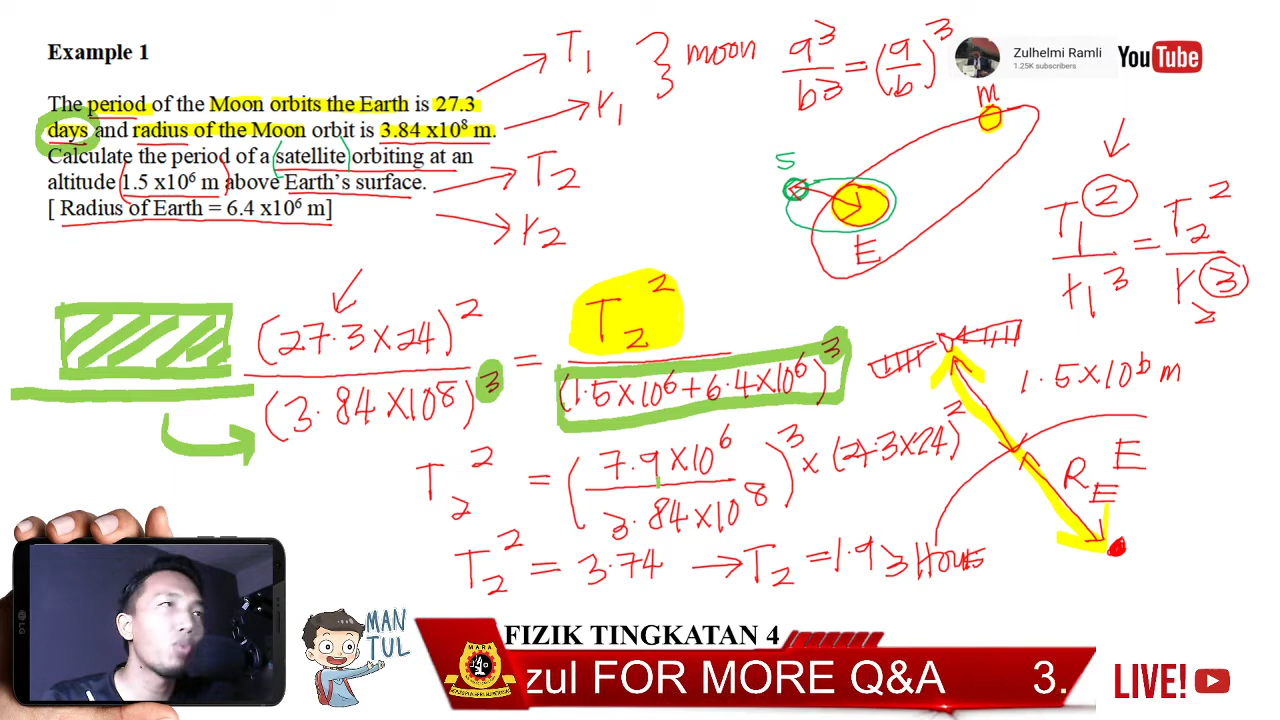 Example 1
The period of the Moon orbits the Earth is 27.3
days and radius of the Moon orbit is 3.84 x10⁸ m.
Calculate the period of a satellite orbiting at an
altitude 1.5 x10⁶ m above Earth's surface.
[ Radius of Earth = 6.4 x10⁶ m]
T₁
r₁
} moon
T₂
r₂
a³/b³ = (a/b)³
Zulhelmi Ramli
1.25K subscribers
YouTube
m
S
E
T₁²/r₁³ = T₂²/r₂³
(27.3×24)²/(3.84×10⁸)³ = T₂²/(1.5×10⁶+6.4×10⁶)³
1.5×10⁶ m
R_E
E
T₂² = (7.9×10⁶/3.84×10⁸)³ × (27.3×24)²
T₂² = 3.74 → T₂ = 1.93 Hours
LG
MAN
TUL
MARA
FIZIK TINGKATAN 4
zul FOR MORE Q&A 3.
LIVE!